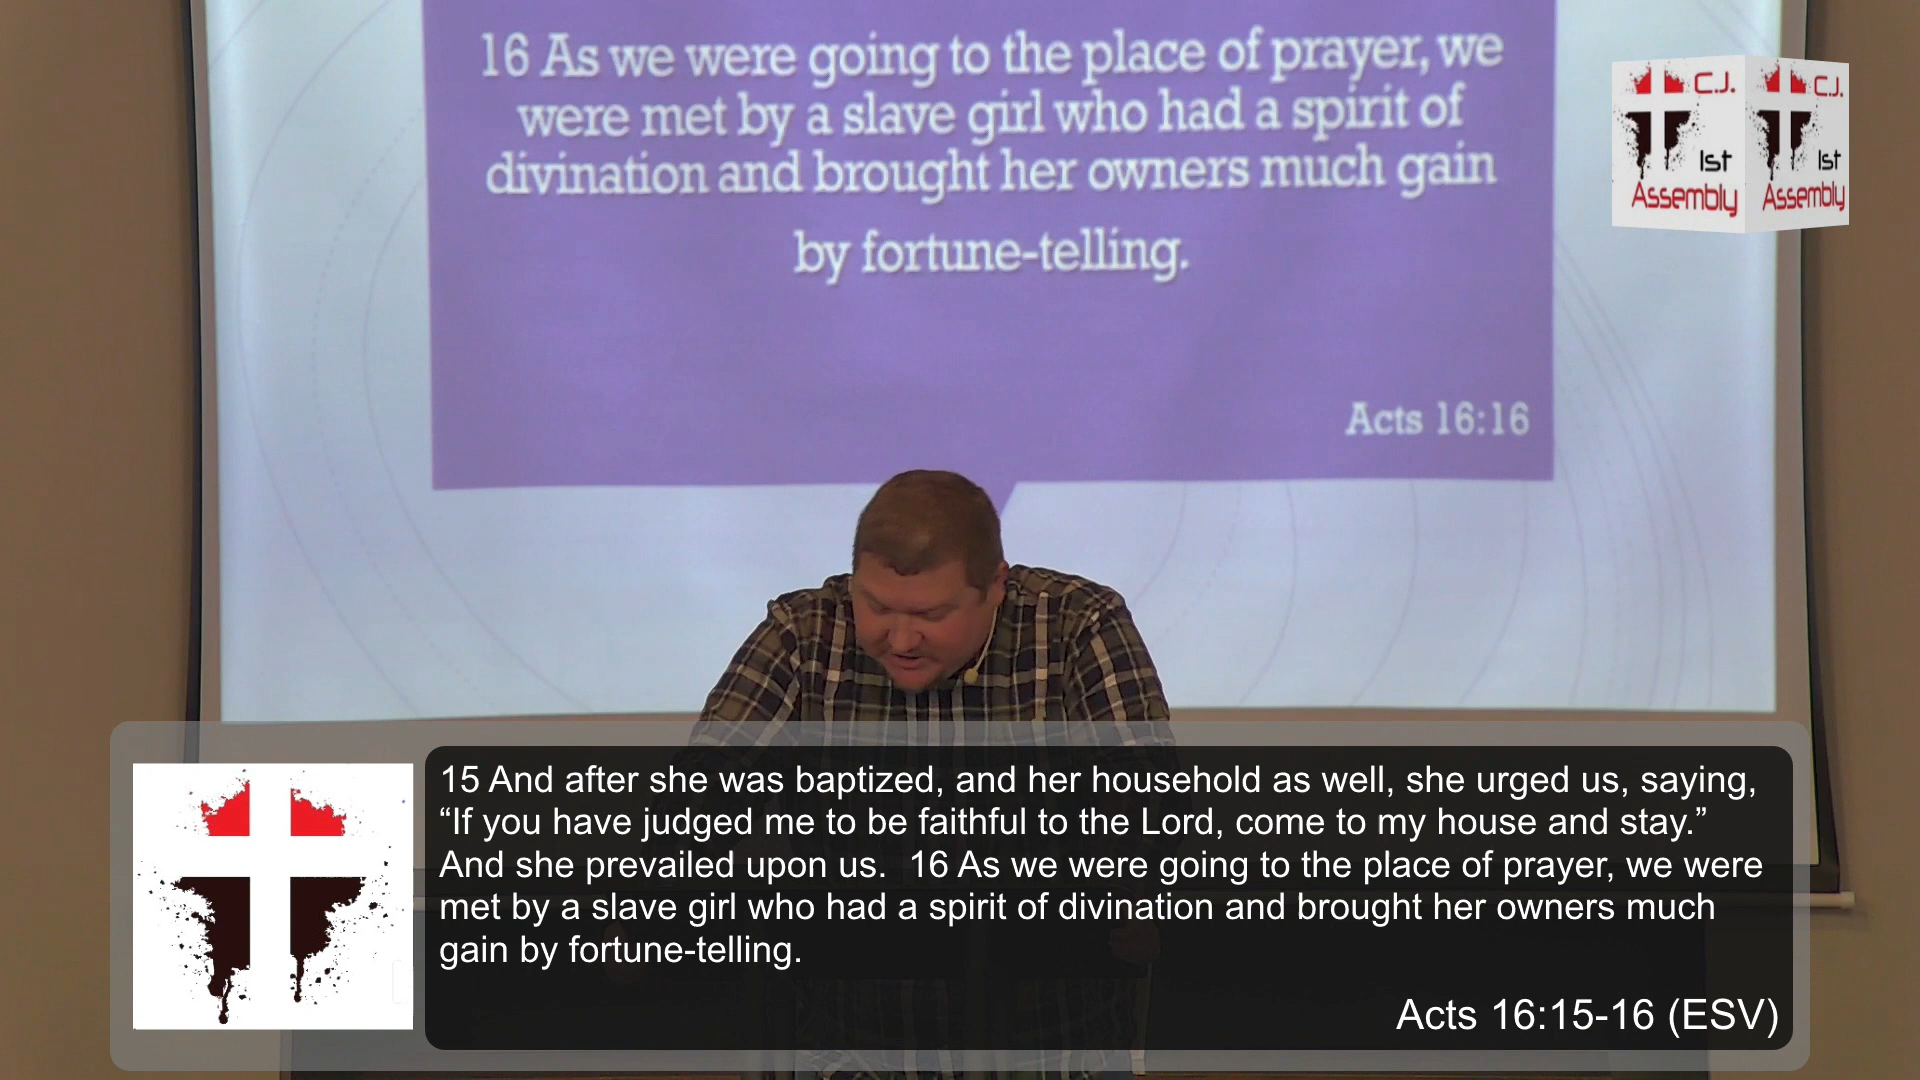 16 As we were going to the place of prayer, we
were met by a slave girl who had a spirit of
divination and brought her owners much gain
by fortune-telling.
Acts 16:16
C.J.
1st
Assembly
C.J.
1st
Assembly
15 And after she was baptized, and her household as well, she urged us, saying,
“If you have judged me to be faithful to the Lord, come to my house and stay.”
And she prevailed upon us.  16 As we were going to the place of prayer, we were
met by a slave girl who had a spirit of divination and brought her owners much
gain by fortune-telling.
Acts 16:15-16 (ESV)